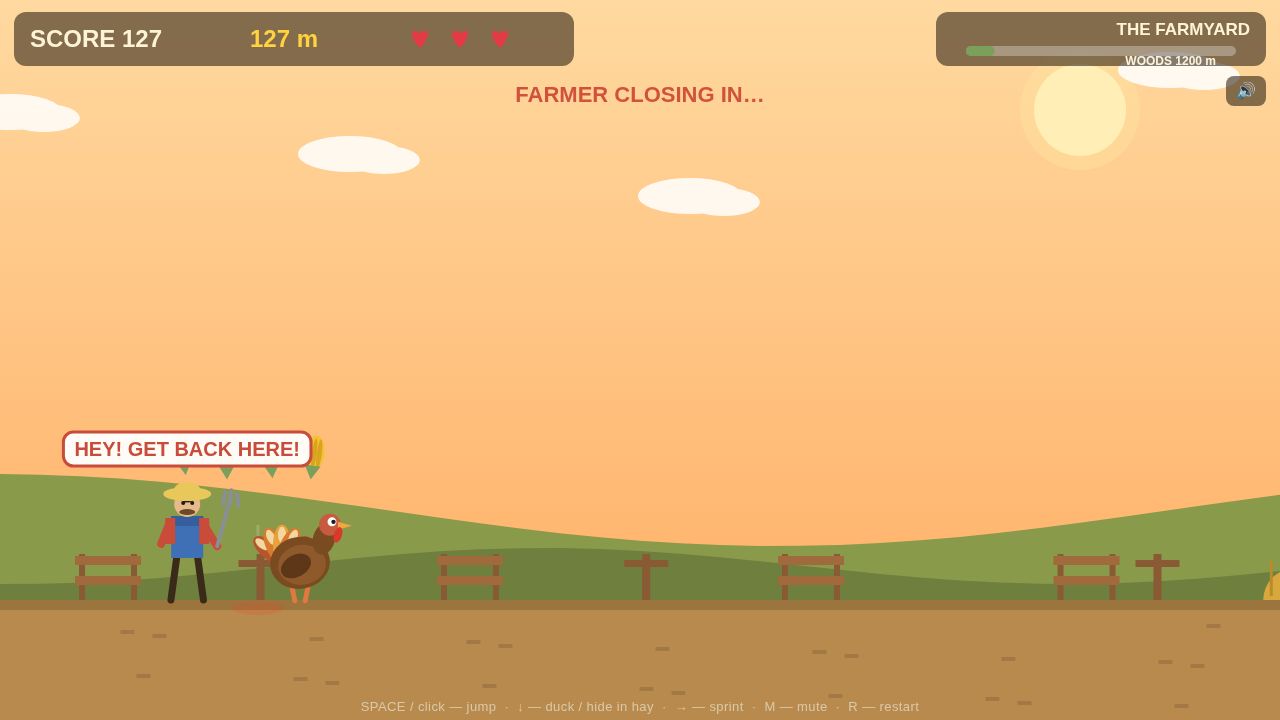 SCORE 127
127 m
THE FARMYARD
WOODS 1200 m
FARMER CLOSING IN…
HEY! GET BACK HERE!
SPACE / click — jump · ↓ — duck / hide in hay · → — sprint · M — mute · R — restart